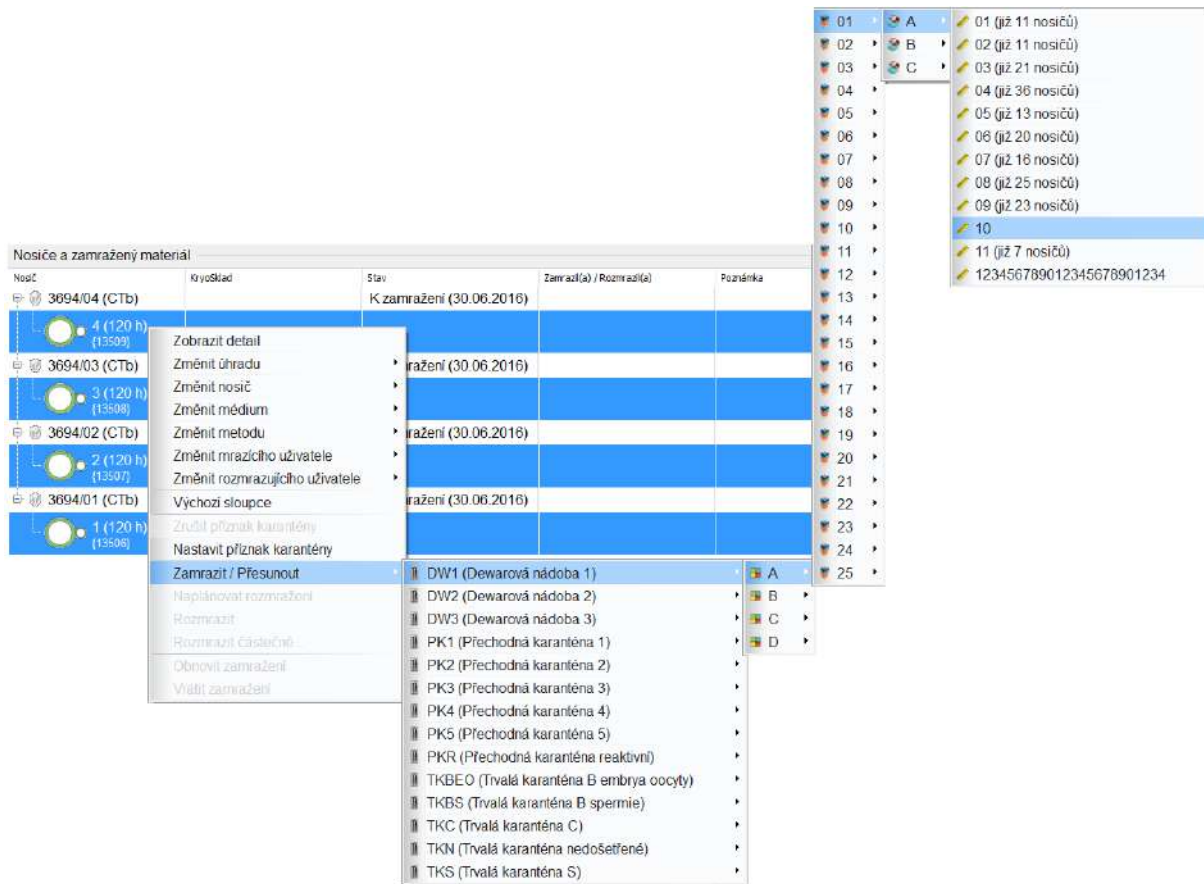 01
02
03
04
05
06
07
08
09
10
11
12
13
14
15
16
17
18
19
20
21
22
23
24
25
A
B
C
01 (již 11 nosičů)
02 (již 11 nosičů)
03 (již 21 nosičů)
04 (již 36 nosičů)
05 (již 13 nosičů)
06 (již 20 nosičů)
07 (již 16 nosičů)
08 (již 25 nosičů)
09 (již 23 nosičů)
10
11 (již 7 nosičů)
123456789012345678901234
Nosiče a zamražený materiál
Nosič KryoSklad Stav Zamrazil(a) / Rozmrazil(a) Poznámka
3694/04 (CTb) K zamražení (30.06.2016)
4 (120 h)
{13509}
3694/03 (CTb) ražení (30.06.2016)
3 (120 h)
{13508}
3694/02 (CTb) ražení (30.06.2016)
2 (120 h)
{13507}
3694/01 (CTb) ražení (30.06.2016)
1 (120 h)
{13506}
Zobrazit detail
Změnit úhradu
Změnit nosič
Změnit médium
Změnit metodu
Změnit mrazícího uživatele
Změnit rozmrazujícího uživatele
Výchozí sloupce
Zrušit příznak karantény
Nastavit příznak karantény
Zamrazit / Přesunout
Naplánovat rozmražení
Rozmrazit
Rozmrazit částečně
Obnovit zamražení
Vrátit zamražení
DW1 (Dewarová nádoba 1)
DW2 (Dewarová nádoba 2)
DW3 (Dewarová nádoba 3)
PK1 (Přechodná karanténa 1)
PK2 (Přechodná karanténa 2)
PK3 (Přechodná karanténa 3)
PK4 (Přechodná karanténa 4)
PK5 (Přechodná karanténa 5)
PKR (Přechodná karanténa reaktivní)
TKBEO (Trvalá karanténa B embrya oocyty)
TKBS (Trvalá karanténa B spermie)
TKC (Trvalá karanténa C)
TKN (Trvalá karanténa nedošetřené)
TKS (Trvalá karanténa S)
A
B
C
D